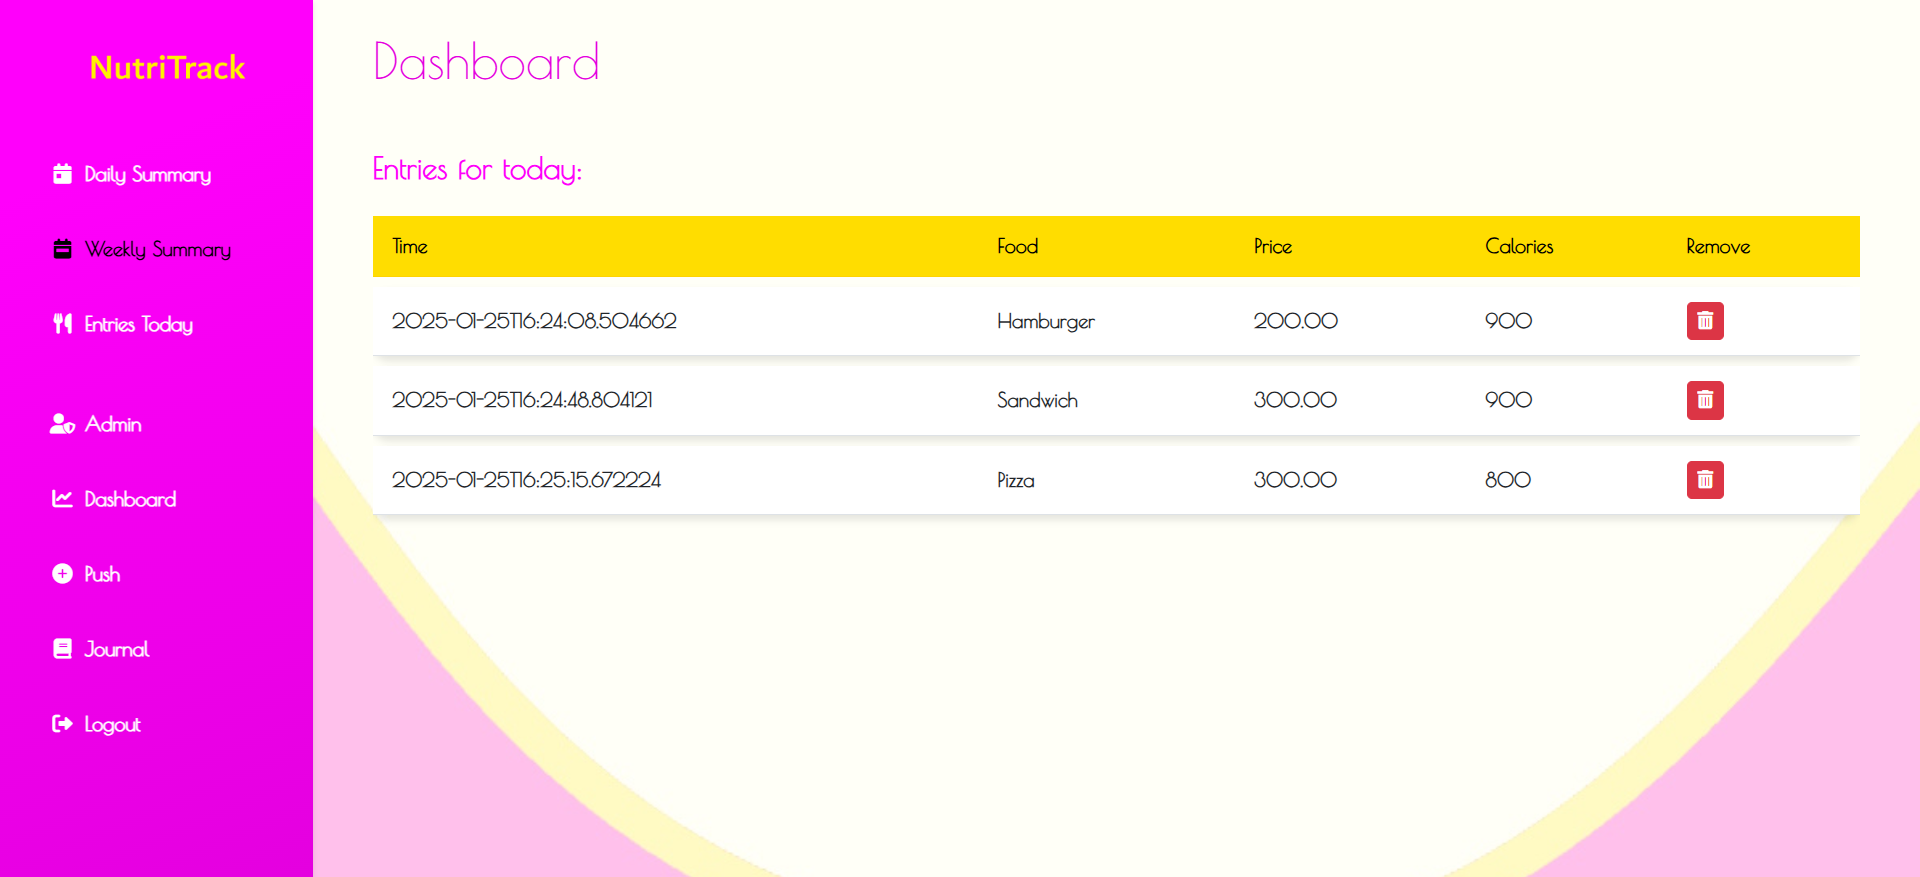 NutriTrack
Daily Summary
Weekly Summary
Entries Today
Admin
Dashboard
Push
Journal
Logout
Dashboard
Entries for today:
Time Food Price Calories Remove
2025-01-25T16:24:08.504662 Hamburger 200.00 900
2025-01-25T16:24:48.804121 Sandwich 300.00 900
2025-01-25T16:25:15.672224 Pizza 300.00 800